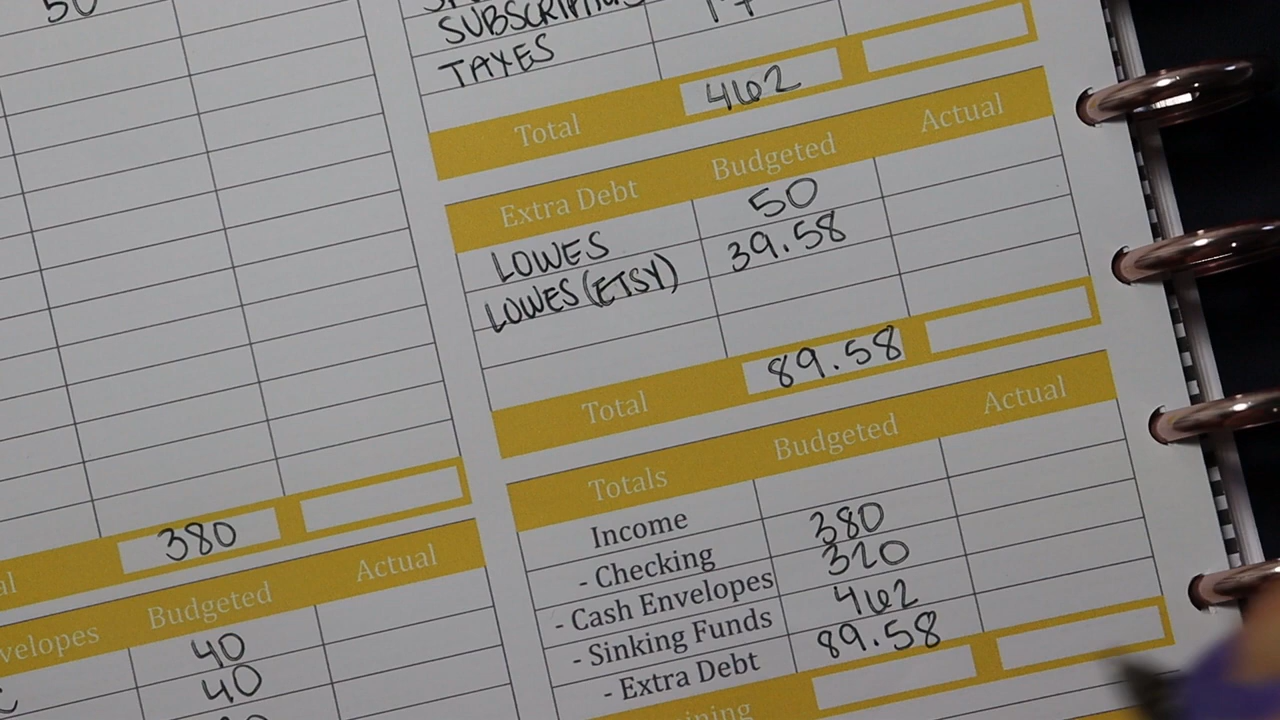 50
380
Budgeted Actual
40
40
SUBSCRIPTIONS 17
TAXES
Total 462
Extra Debt Budgeted Actual
LOWES 50
LOWES (ETSY) 39.58
Total 89.58
Totals Budgeted Actual
Income
- Checking 380
- Cash Envelopes 320
- Sinking Funds 462
- Extra Debt 89.58